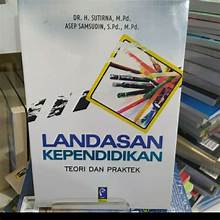 DR. H. SUTIRNA, M.Pd.
ASEP SAMSUDIN, S.Pd., M.Pd.
LANDASAN
KEPENDIDIKAN
TEORI DAN PRAKTEK